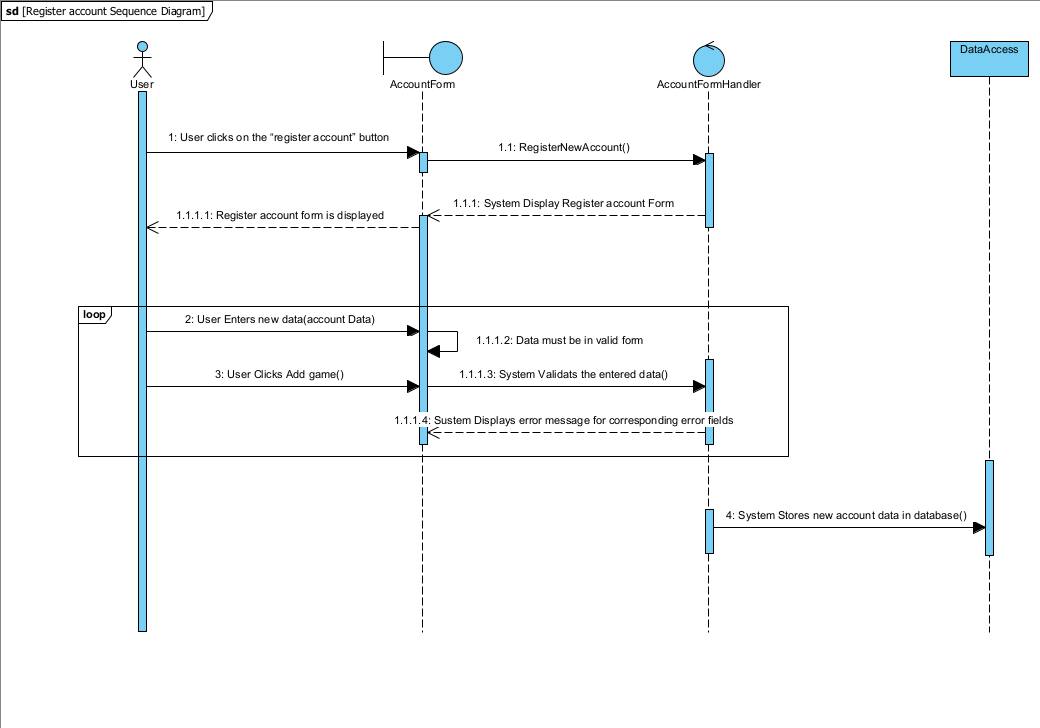 sd [Register account Sequence Diagram]
DataAccess
User
AccountForm
AccountFormHandler
1: User clicks on the “register account” button
1.1: RegisterNewAccount()
1.1.1: System Display Register account Form
1.1.1.1: Register account form is displayed
loop
2: User Enters new data(account Data)
1.1.1.2: Data must be in valid form
3: User Clicks Add game()
1.1.1.3: System Validats the entered data()
1.1.1.4: Sustem Displays error message for corresponding error fields
4: System Stores new account data in database()